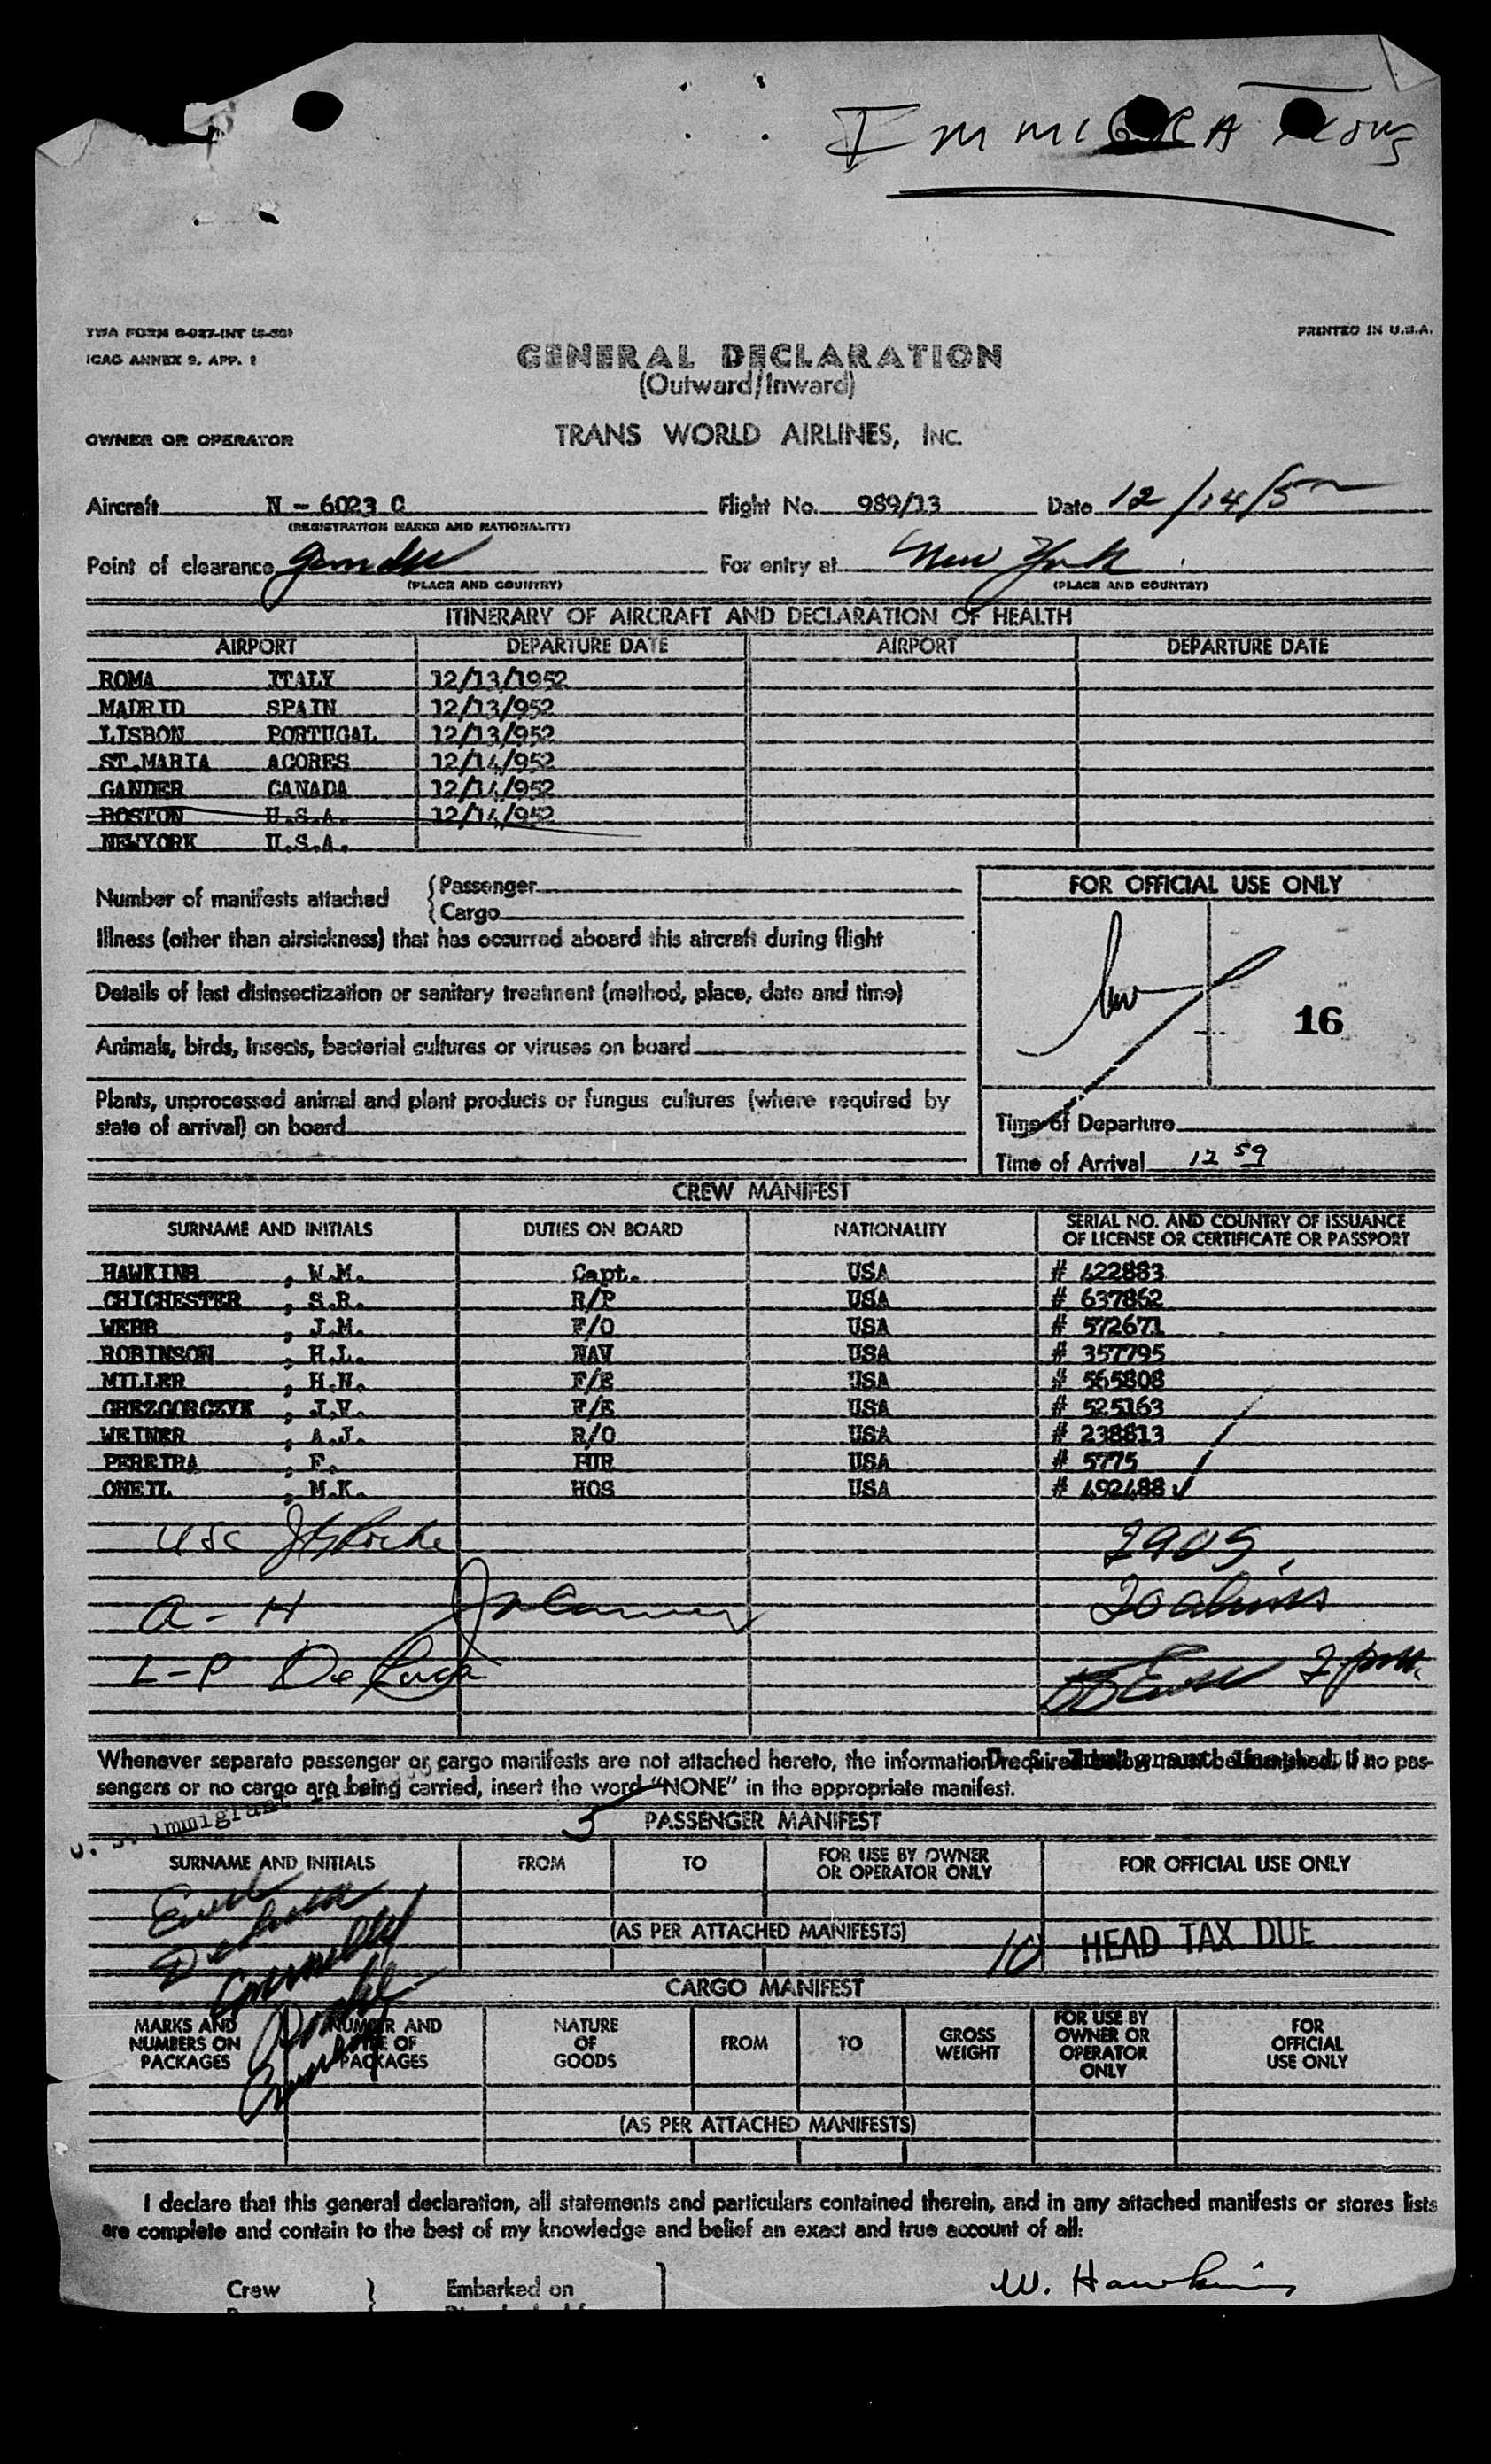 IMMIGRATIONS
TWA FORM 0-027-INT (5-50)
PRINTED IN U.S.A.
ICAO ANNEX 9, APP. 1
GENERAL DECLARATION
(Outward/Inward)
OWNER OR OPERATOR TRANS WORLD AIRLINES, INC.
Aircraft N - 6023 C Flight No. 989/13 Date 12/14/52
(REGISTRATION MARKS AND NATIONALITY)
Point of clearance Gander For entry at New York
(PLACE AND COUNTRY) (PLACE AND COUNTRY)
ITINERARY OF AIRCRAFT AND DECLARATION OF HEALTH
AIRPORT DEPARTURE DATE AIRPORT DEPARTURE DATE
ROMA ITALY 12/13/1952
MADRID SPAIN 12/13/952
LISBON PORTUGAL 12/13/952
ST.MARIA ACORES 12/14/952
GANDER CANADA 12/14/952
BOSTON U.S.A. 12/14/952
NEWYORK U.S.A.
Number of manifests attached Passenger
Cargo
FOR OFFICIAL USE ONLY
Illness (other than airsickness) that has occurred aboard this aircraft during flight
Details of last disinsectization or sanitary treatment (method, place, date and time)
16
Animals, birds, insects, bacterial cultures or viruses on board
Plants, unprocessed animal and plant products or fungus cultures (where required by
state of arrival) on board
Time of Departure
Time of Arrival 12 59
CREW MANIFEST
SURNAME AND INITIALS DUTIES ON BOARD NATIONALITY SERIAL NO. AND COUNTRY OF ISSUANCE
OF LICENSE OR CERTIFICATE OR PASSPORT
HAWKINS , W.M. Capt. USA # 422883
CHICHESTER , S.R. R/P USA # 637862
WEBB , J.M. F/O USA # 572671
ROBINSON , H.L. NAV USA # 357795
MILLER , H.N. F/E USA # 565808
GREZGORCZYK , J.V. F/E USA # 525163
WEINER , A.J. R/O USA # 238813
PEREIRA , F. PUR USA # 5775
ONEIL , M.K. HOS USA # 492488
USC
A - H
L - P De Luca
Whenever separate passenger or cargo manifests are not attached hereto, the information required below must be completed. If no pas-
sengers or no cargo are being carried, insert the word "NONE" in the appropriate manifest.
U. S. Immigrant
5
PASSENGER MANIFEST
SURNAME AND INITIALS FROM TO FOR USE BY OWNER
OR OPERATOR ONLY FOR OFFICIAL USE ONLY
(AS PER ATTACHED MANIFESTS) 10 HEAD TAX DUE
CARGO MANIFEST
MARKS AND
NUMBERS ON
PACKAGES
NUMBER AND
TYPE OF
PACKAGES
NATURE
OF
GOODS
FROM
TO
GROSS
WEIGHT
FOR USE BY
OWNER OR
OPERATOR
ONLY
FOR
OFFICIAL
USE ONLY
(AS PER ATTACHED MANIFESTS)
I declare that this general declaration, all statements and particulars contained therein, and in any attached manifests or stores lists
are complete and contain to the best of my knowledge and belief an exact and true account of all:
W. Hawkins
Crew Embarked on